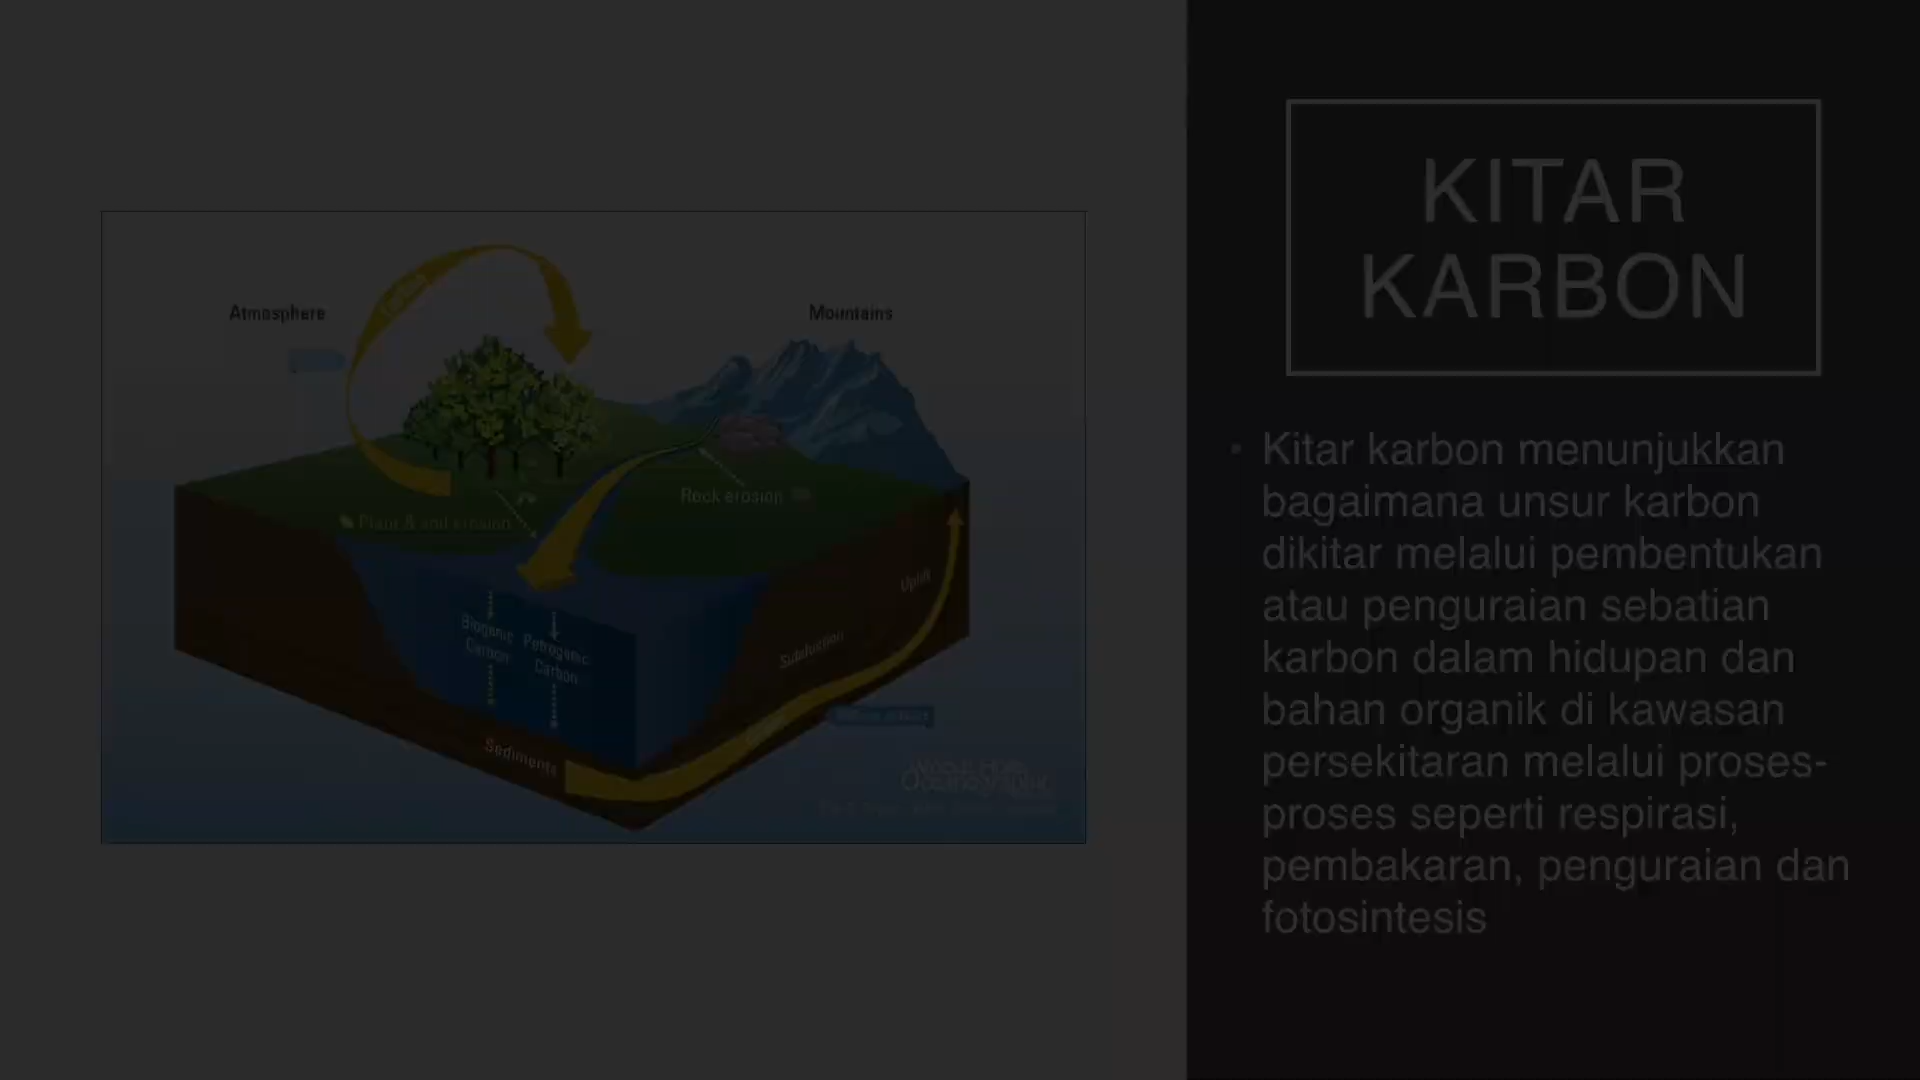 Atmosphere
Mountains
Rock erosion
Plant & soil erosion
Uplift
Biogenic
Carbon
Petrogenic
Carbon
Subduction
Sediments
Oceanographic
KITAR
KARBON
Kitar karbon menunjukkan
bagaimana unsur karbon
dikitar melalui pembentukan
atau penguraian sebatian
karbon dalam hidupan dan
bahan organik di kawasan
persekitaran melalui proses-
proses seperti respirasi,
pembakaran, penguraian dan
fotosintesis